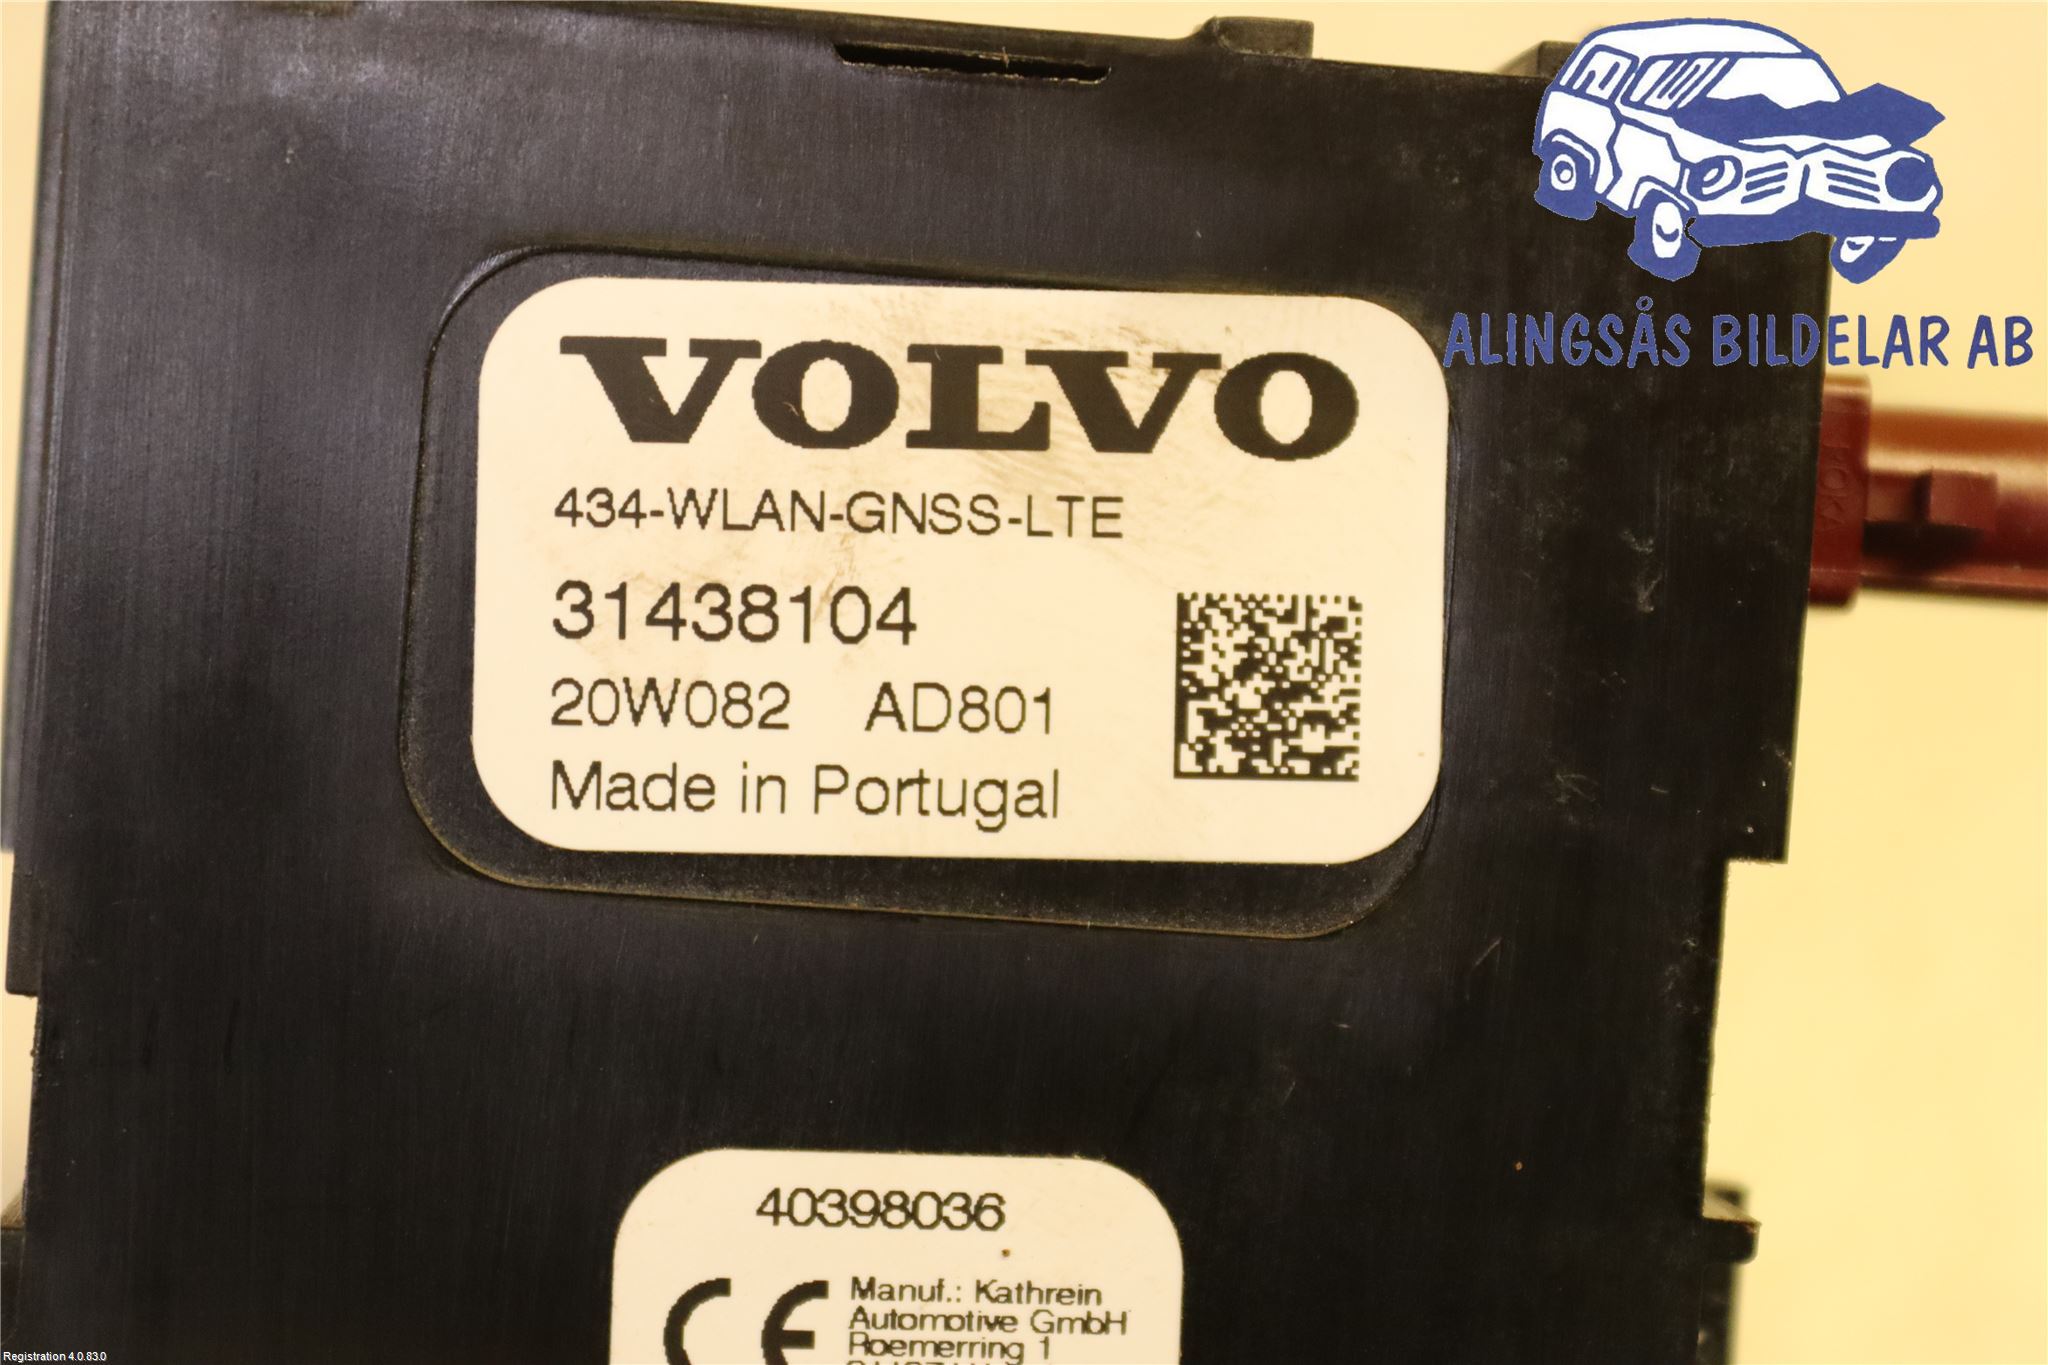 ALINGSÅS BILDELAR AB
VOLVO
434-WLAN-GNSS-LTE
31438104
20W082 AD801
Made in Portugal
40398036
CE
Manuf.: Kathrein
Automotive GmbH
Roemerring 1
Registration 4.0.83.0